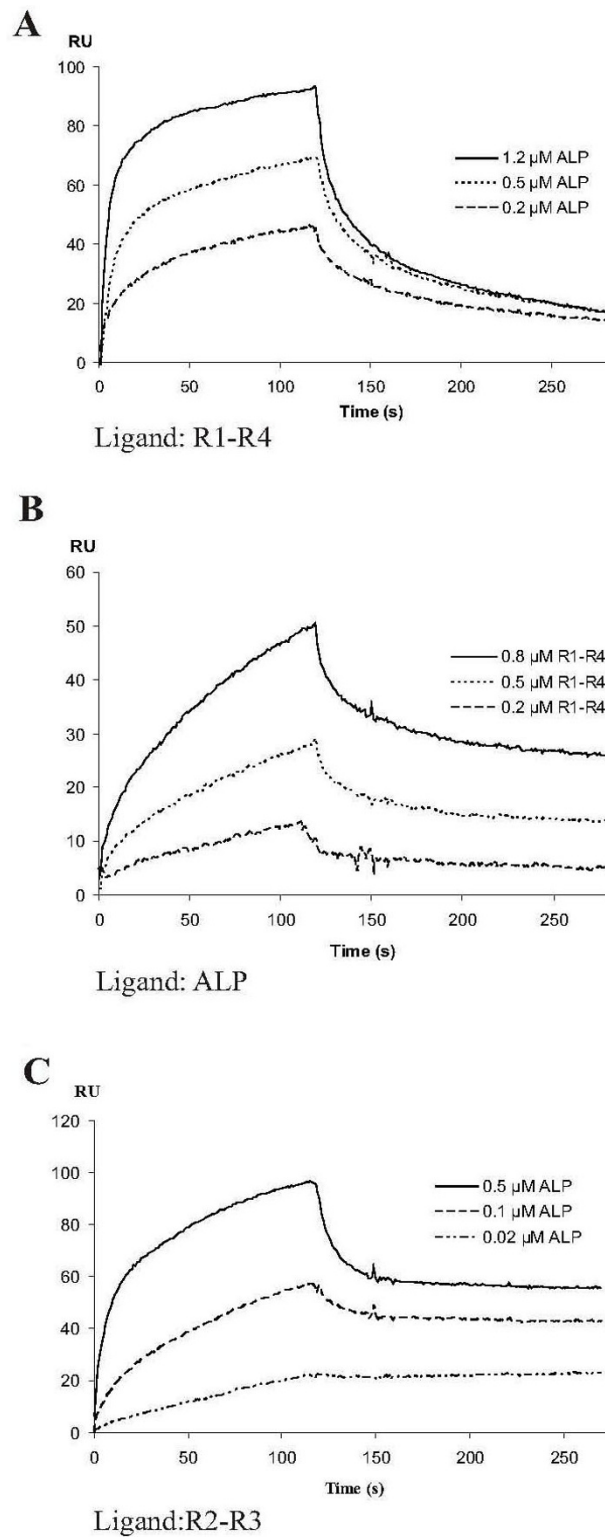 A
RU
100
80
60
40
20
0
1.2 µM ALP
0.5 µM ALP
0.2 µM ALP
0 50 100 150 200 250
Time (s)
Ligand: R1-R4
B
RU
60
50
40
30
20
10
0
0.8 µM R1-R4
0.5 µM R1-R4
0.2 µM R1-R4
0 50 100 150 200 250
Time (s)
Ligand: ALP
C
RU
120
100
80
60
40
20
0
0.5 µM ALP
0.1 µM ALP
0.02 µM ALP
0 50 100 150 200 250
Time (s)
Ligand:R2-R3